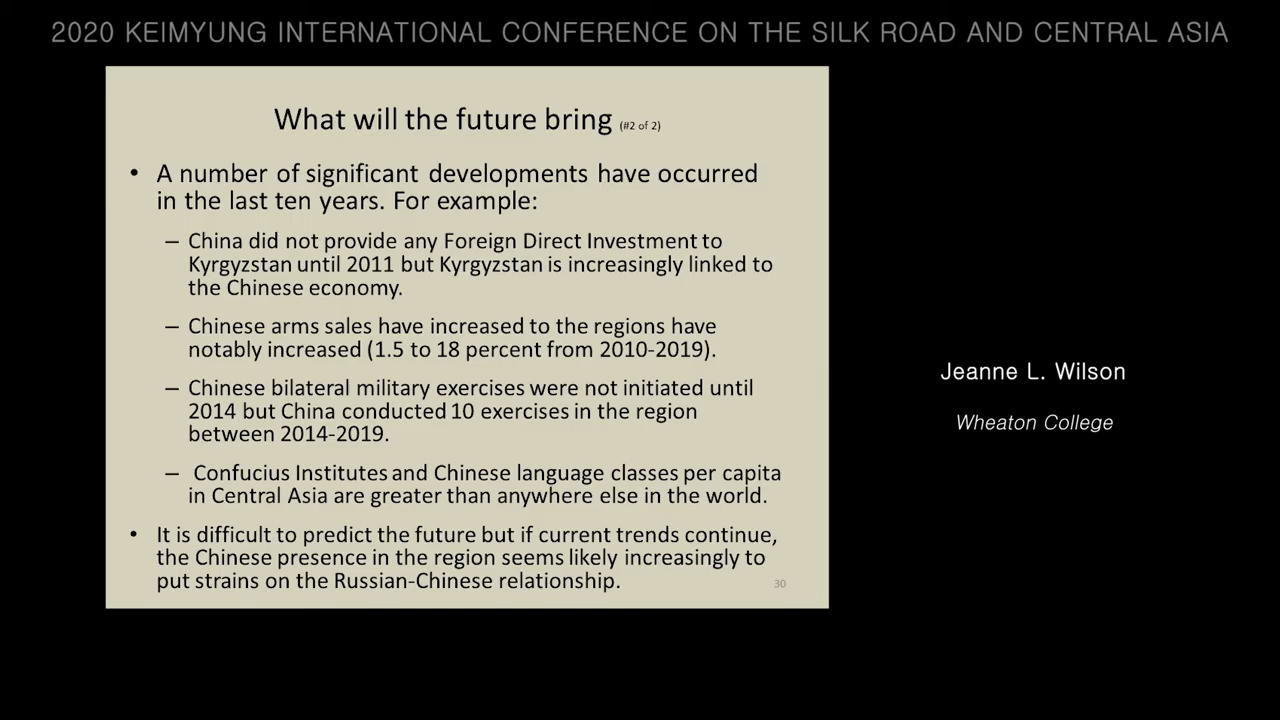 2020 KEIMYUNG INTERNATIONAL CONFERENCE ON THE SILK ROAD AND CENTRAL ASIA
What will the future bring (#2 of 2)
• A number of significant developments have occurred
in the last ten years. For example:
– China did not provide any Foreign Direct Investment to
Kyrgyzstan until 2011 but Kyrgyzstan is increasingly linked to
the Chinese economy.
– Chinese arms sales have increased to the regions have
notably increased (1.5 to 18 percent from 2010-2019).
– Chinese bilateral military exercises were not initiated until
2014 but China conducted 10 exercises in the region
between 2014-2019.
– Confucius Institutes and Chinese language classes per capita
in Central Asia are greater than anywhere else in the world.
• It is difficult to predict the future but if current trends continue,
the Chinese presence in the region seems likely increasingly to
put strains on the Russian-Chinese relationship.
30
Jeanne L. Wilson
Wheaton College